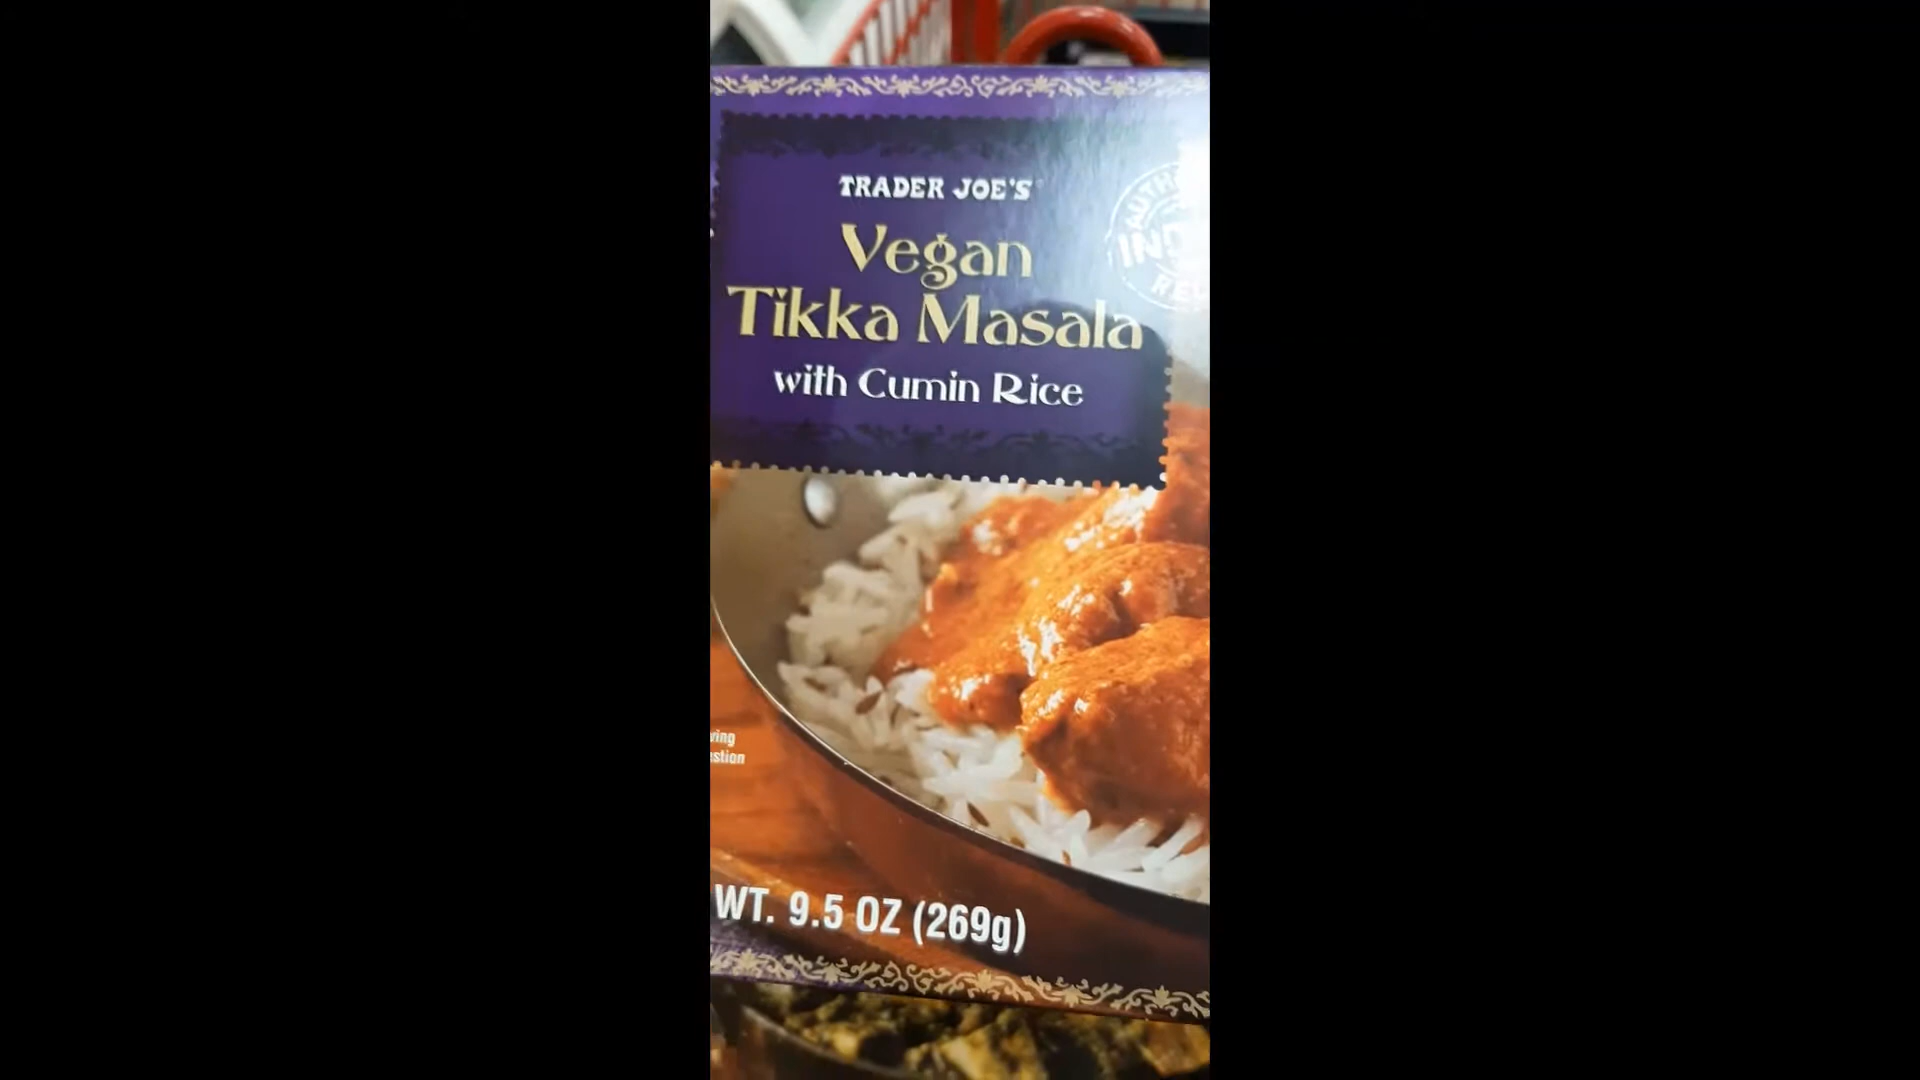 TRADER JOE'S
Vegan
Tikka Masala
with Cumin Rice
WT. 9.5 OZ (269g)